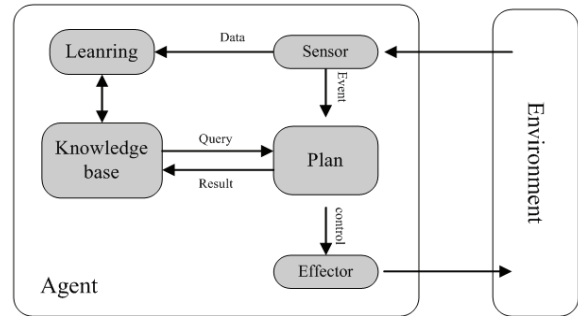 Leanring
Data
Sensor
Event
Knowledge
base
Query
Result
Plan
control
Effector
Agent
Environment